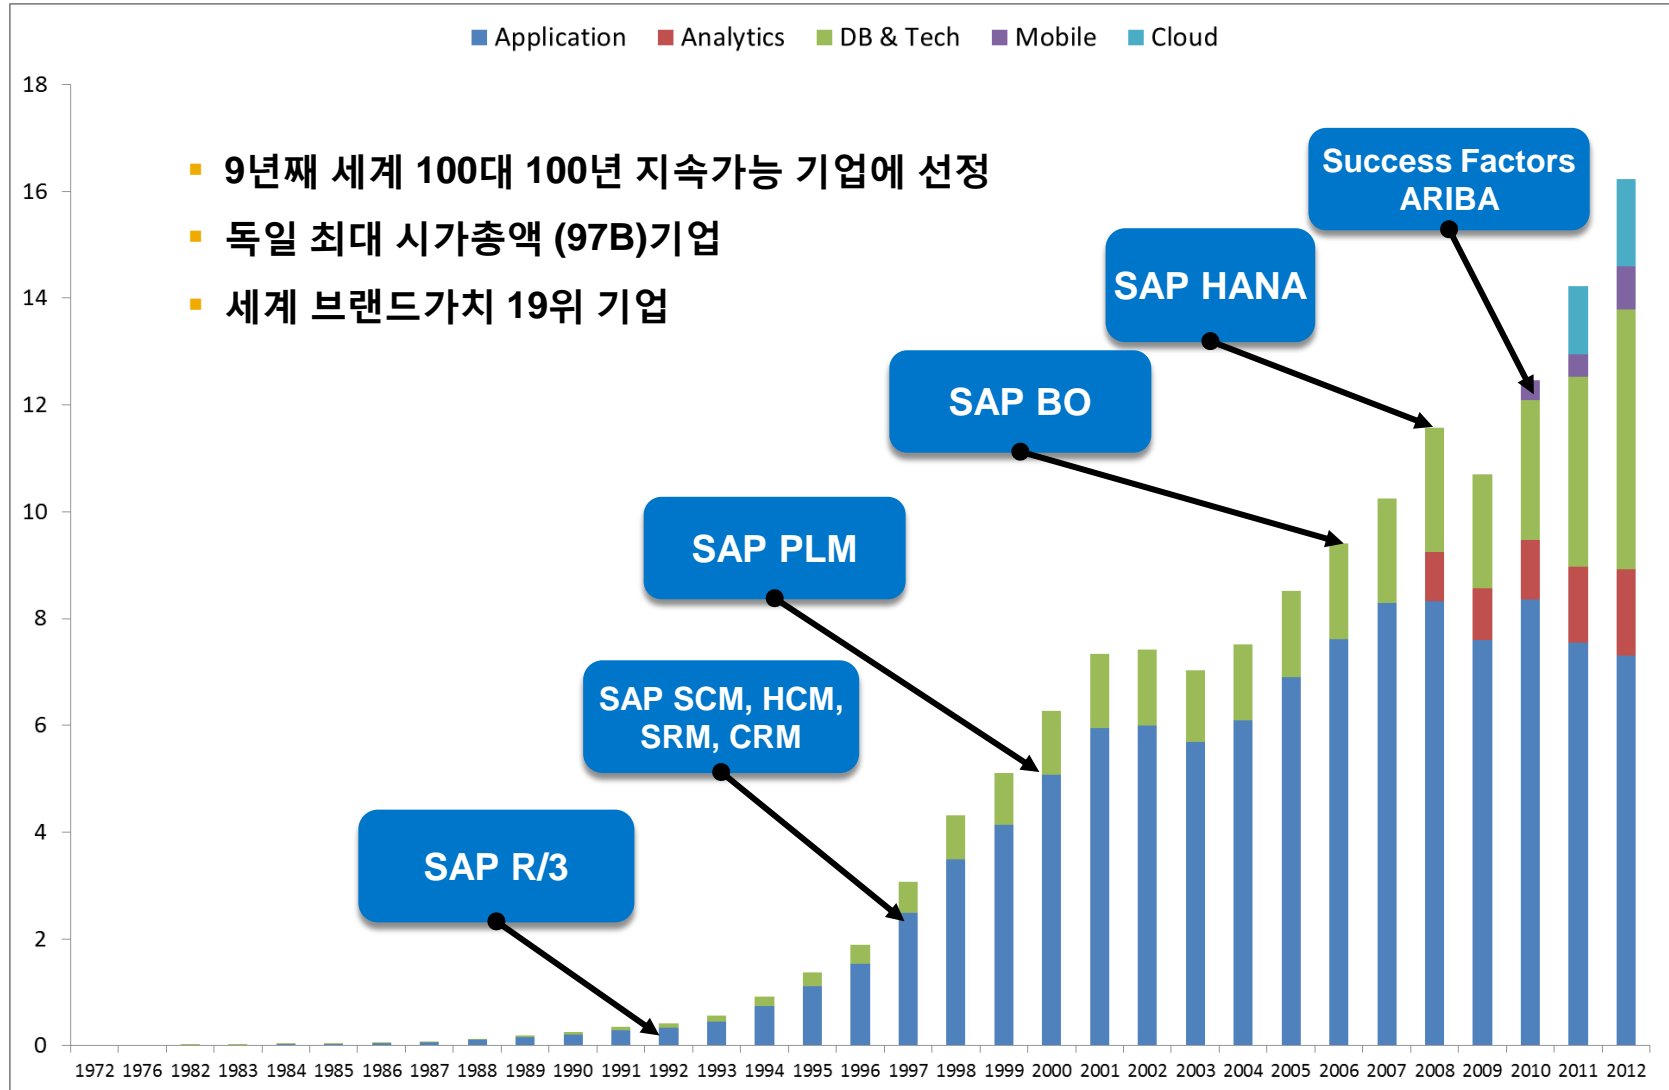 Application Analytics DB & Tech Mobile Cloud
18
16
14
12
10
8
6
4
2
0
9년째 세계 100대 100년 지속가능 기업에 선정
독일 최대 시가총액 (97B)기업
세계 브랜드가치 19위 기업
Success Factors
ARIBA
SAP HANA
SAP BO
SAP PLM
SAP SCM, HCM,
SRM, CRM
SAP R/3
1972 1976 1982 1983 1984 1985 1986 1987 1988 1989 1990 1991 1992 1993 1994 1995 1996 1997 1998 1999 2000 2001 2002 2003 2004 2005 2006 2007 2008 2009 2010 2011 2012